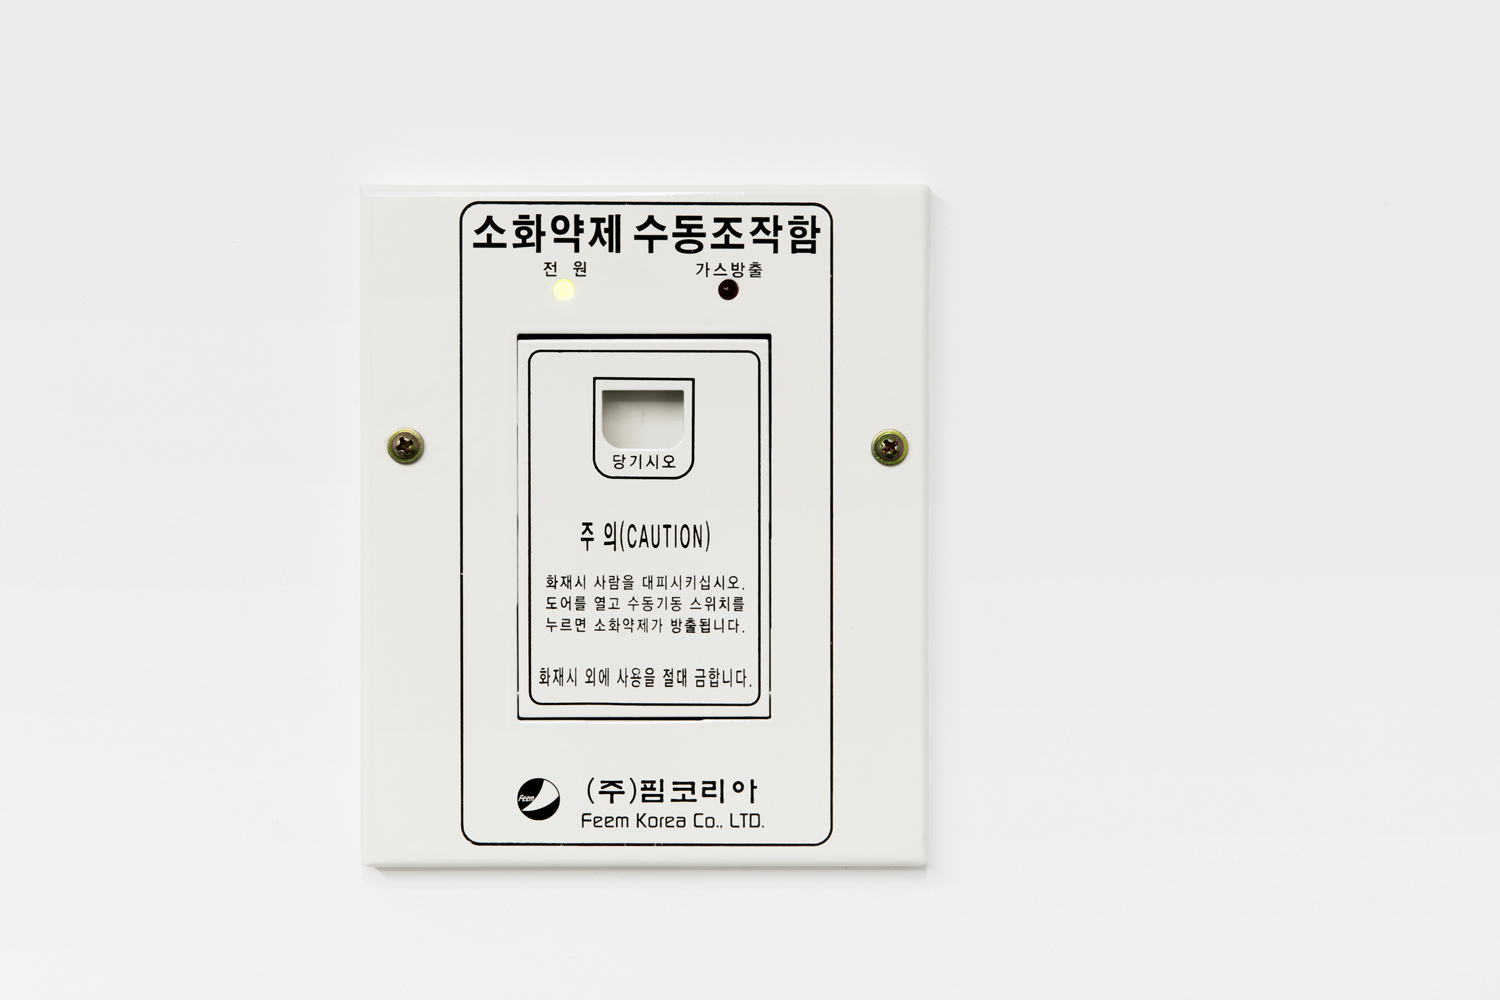 소화약제 수동조작함
전 원 가스방출
당기시오
주 의(CAUTION)
화재시 사람을 대피시키십시오.
도어를 열고 수동기동 스위치를
누르면 소화약제가 방출됩니다.
화재시 외에 사용을 절대 금합니다.
Feem (주)핌코리아
Feem Korea Co., LTD.